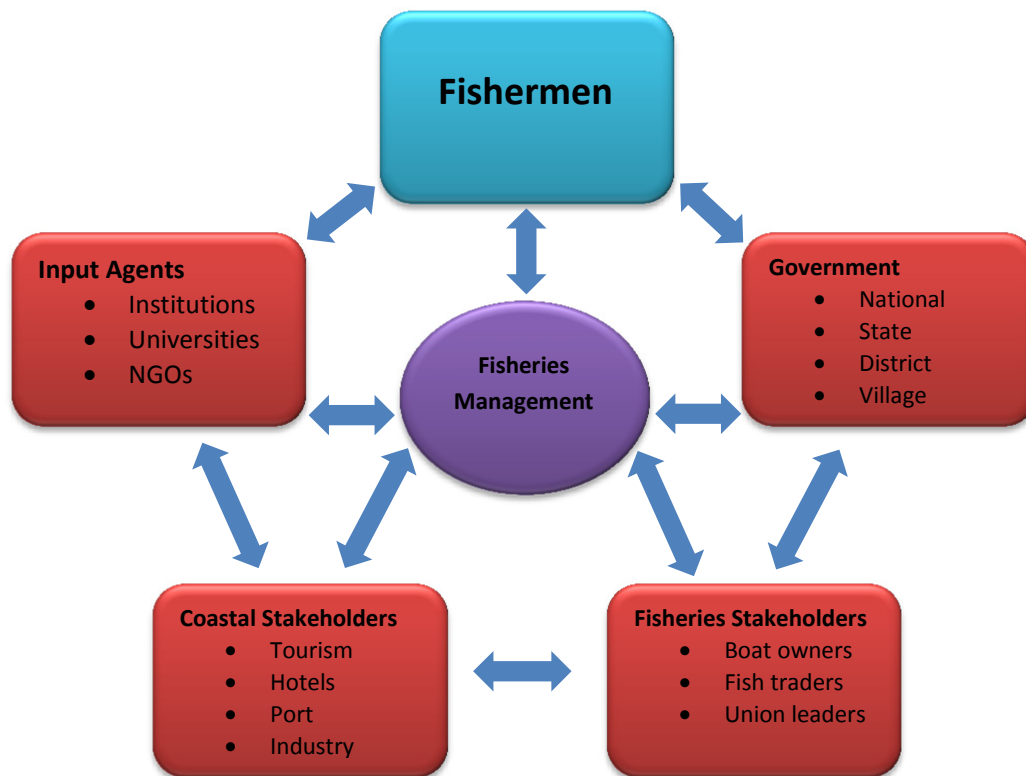 Fishermen
Input Agents
• Institutions
• Universities
• NGOs
Government
• National
• State
• District
• Village
Fisheries
Management
Coastal Stakeholders
• Tourism
• Hotels
• Port
• Industry
Fisheries Stakeholders
• Boat owners
• Fish traders
• Union leaders